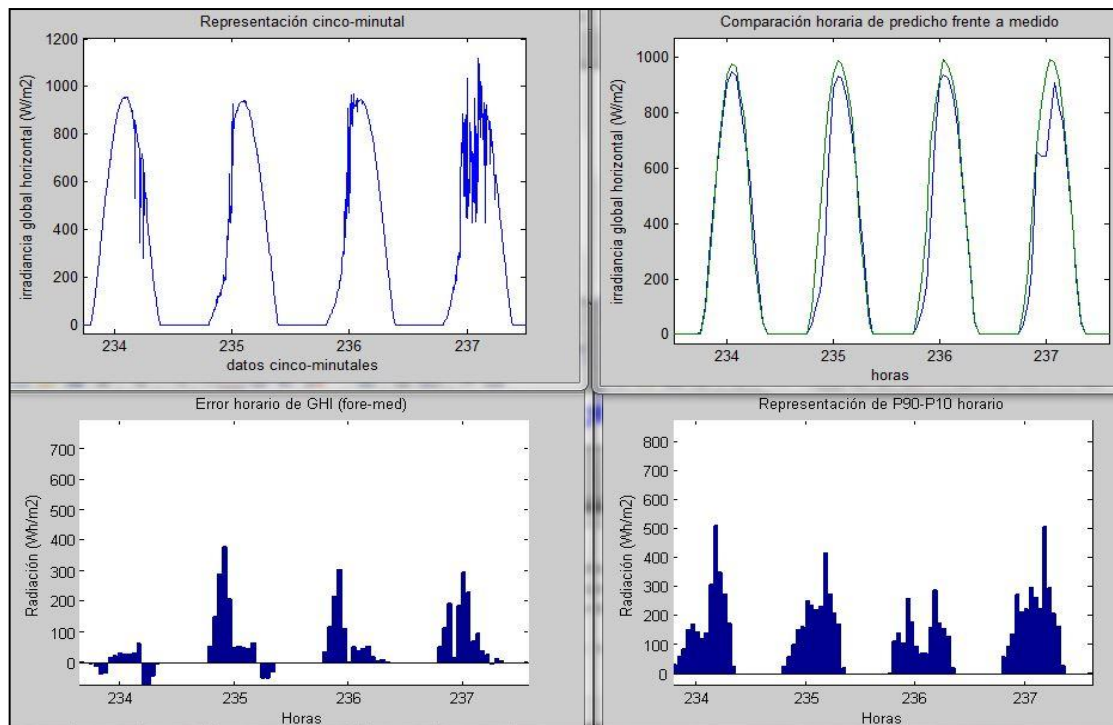 Representación cinco-minutal
1200
1000
800
600
400
200
0
irradiancia global horizontal (W/m2)
234 235 236 237
datos cinco-minutales
Comparación horaria de predicho frente a medido
1000
800
600
400
200
0
irradiancia global horizontal (W/m2)
234 235 236 237
horas
Error horario de GHI (fore-med)
700
600
500
400
300
200
100
0
Radiación (Wh/m2)
234 235 236 237
Horas
Representación de P90-P10 horario
800
700
600
500
400
300
200
100
0
Radiación (Wh/m2)
234 235 236 237
Horas